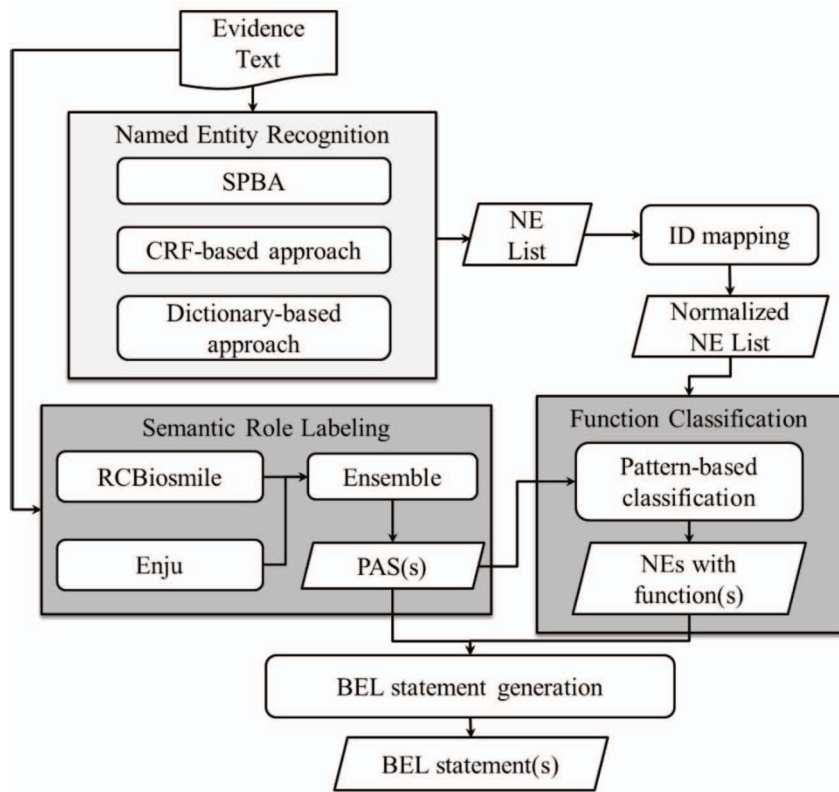 Evidence
Text
Named Entity Recognition
SPBA
CRF-based approach
Dictionary-based
approach
NE
List
ID mapping
Normalized
NE List
Semantic Role Labeling
RCBiosmile
Ensemble
Enju
PAS(s)
Function Classification
Pattern-based
classification
NEs with
function(s)
BEL statement generation
BEL statement(s)